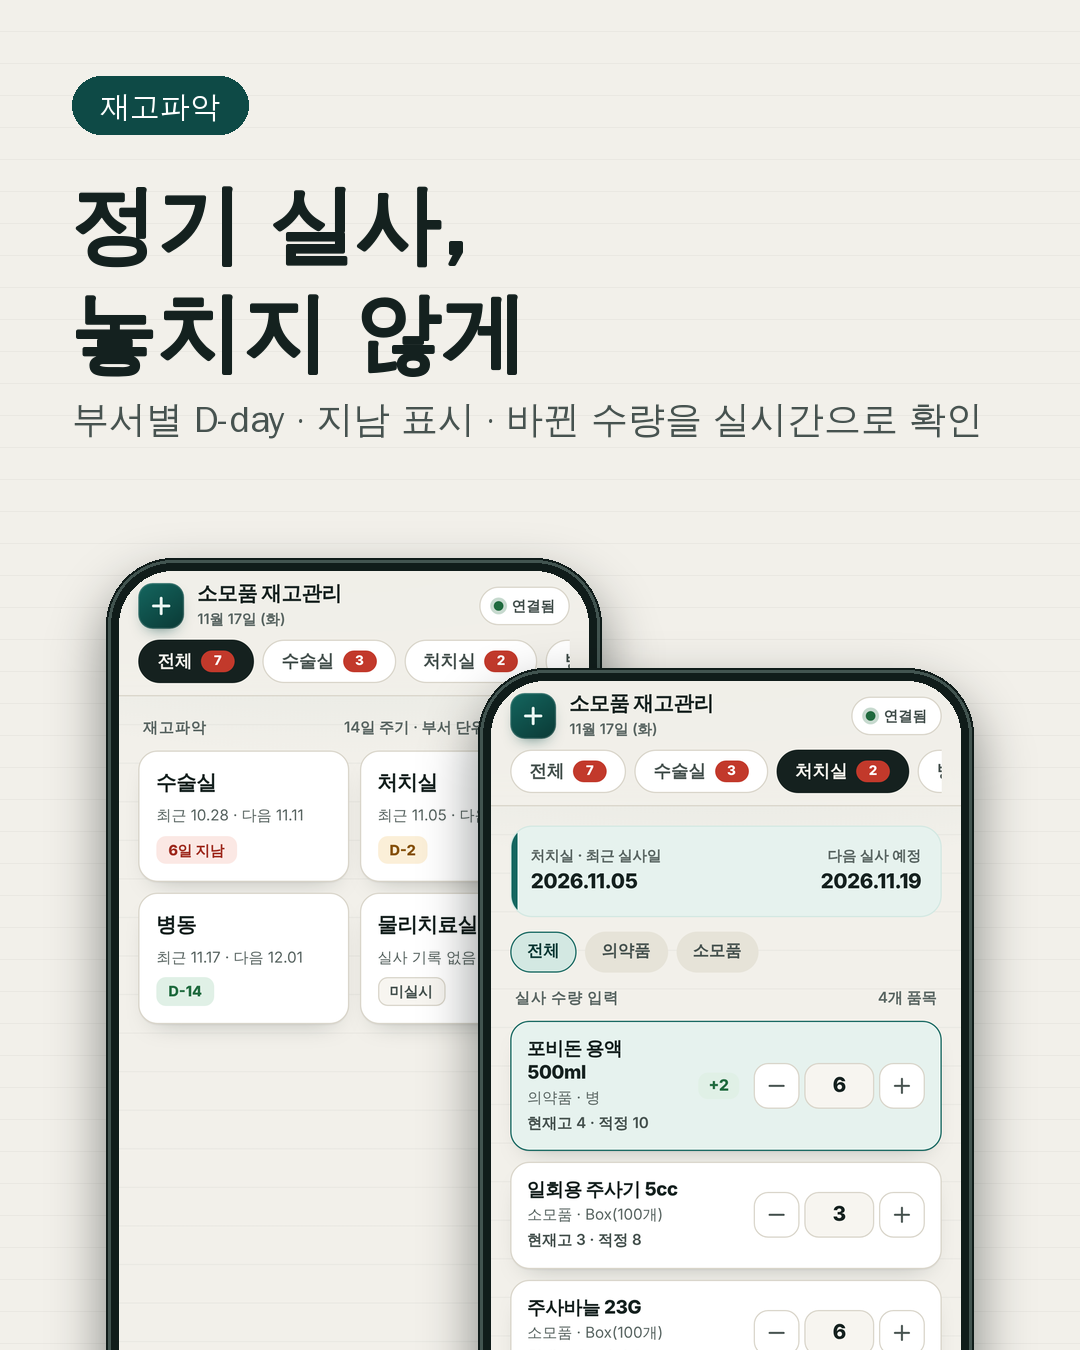 재고파악
정기 실사,
놓치지 않게
부서별 D-day · 지남 표시 · 바뀐 수량을 실시간으로 확인
소모품 재고관리
11월 17일 (화)
연결됨
전체 7
수술실 3
처치실 2
재고파악
14일 주기 · 부서 단위
수술실
최근 10.28 · 다음 11.11
6일 지남
처치실
최근 11.05 ·
D-2
병동
최근 11.17 · 다음 12.01
D-14
물리치료실
실사 기록 없음
미실시
소모품 재고관리
11월 17일 (화)
연결됨
전체 7
수술실 3
처치실 2
처치실 · 최근 실사일
2026.11.05
다음 실사 예정
2026.11.19
전체
의약품
소모품
실사 수량 입력
4개 품목
포비돈 용액
500ml
의약품 · 병
현재고 4 · 적정 10
+2
− 6 +
일회용 주사기 5cc
소모품 · Box(100개)
현재고 3 · 적정 8
− 3 +
주사바늘 23G
소모품 · Box(100개)
− 6 +